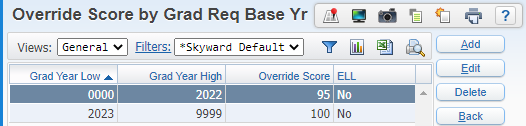 Override Score by Grad Req Base Yr
Views: General Filters: *Skyward Default
Grad Year Low Grad Year High Override Score ELL
0000 2022 95 No
2023 9999 100 No
Add
Edit
Delete
Back